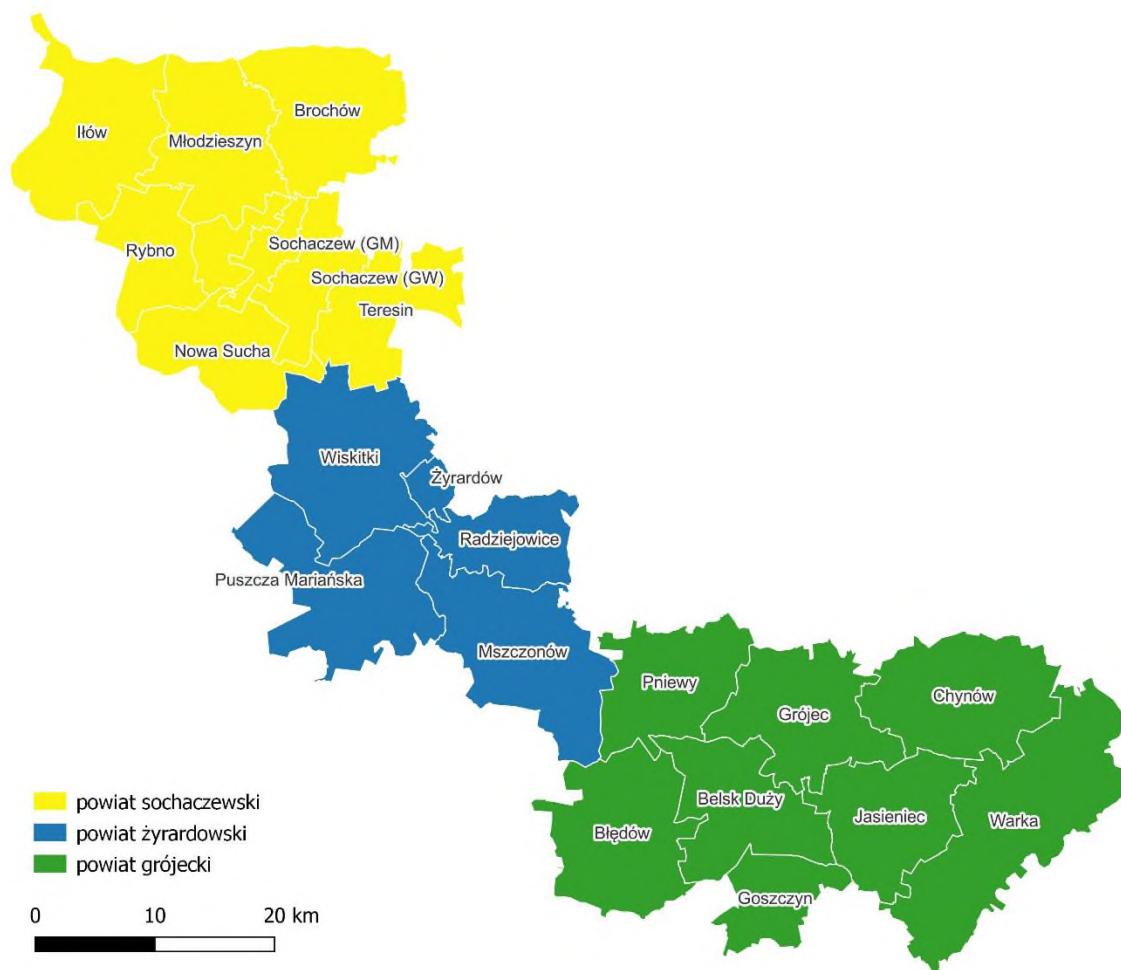 Brochów
Iłów
Młodzieszyn
Rybno
Sochaczew (GM)
Sochaczew (GW)
Teresin
Nowa Sucha
Wiskitki
Żyrardów
Radziejowice
Puszcza Mariańska
Mszczonów
Pniewy
Grójec
Chynów
Belsk Duży
Błędów
Jasieniec
Warka
Goszczyn
powiat sochaczewski
powiat żyrardowski
powiat grójecki
0 10 20 km